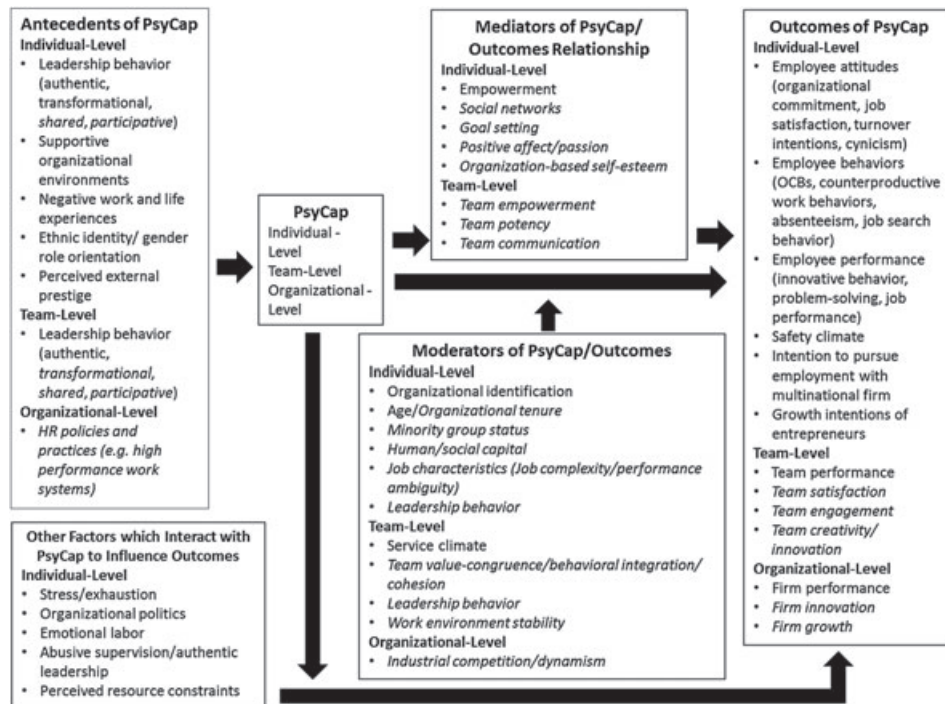 Antecedents of PsyCap
Individual-Level
• Leadership behavior
(authentic,
transformational,
shared, participative)
• Supportive
organizational
environments
• Negative work and life
experiences
• Ethnic identity/ gender
role orientation
• Perceived external
prestige
Team-Level
• Leadership behavior
(authentic,
transformational,
shared, participative)
Organizational-Level
• HR policies and
practices (e.g. high
performance work
systems)
Other Factors which Interact with
PsyCap to Influence Outcomes
Individual-Level
• Stress/exhaustion
• Organizational politics
• Emotional labor
• Abusive supervision/authentic
leadership
• Perceived resource constraints
PsyCap
Individual -
Level
Team-Level
Organizational -
Level
Mediators of PsyCap/
Outcomes Relationship
Individual-Level
• Empowerment
• Social networks
• Goal setting
• Positive affect/passion
• Organization-based self-esteem
Team-Level
• Team empowerment
• Team potency
• Team communication
Moderators of PsyCap/Outcomes
Individual-Level
• Organizational identification
• Age/Organizational tenure
• Minority group status
• Human/social capital
• Job characteristics (Job complexity/performance
ambiguity)
• Leadership behavior
Team-Level
• Service climate
• Team value-congruence/behavioral integration/
cohesion
• Leadership behavior
• Work environment stability
Organizational-Level
• Industrial competition/dynamism
Outcomes of PsyCap
Individual-Level
• Employee attitudes
(organizational
commitment, job
satisfaction, turnover
intentions, cynicism)
• Employee behaviors
(OCBs, counterproductive
work behaviors,
absenteeism, job search
behavior)
• Employee performance
(innovative behavior,
problem-solving, job
performance)
• Safety climate
• Intention to pursue
employment with
multinational firm
• Growth intentions of
entrepreneurs
Team-Level
• Team performance
• Team satisfaction
• Team engagement
• Team creativity/
innovation
Organizational-Level
• Firm performance
• Firm innovation
• Firm growth